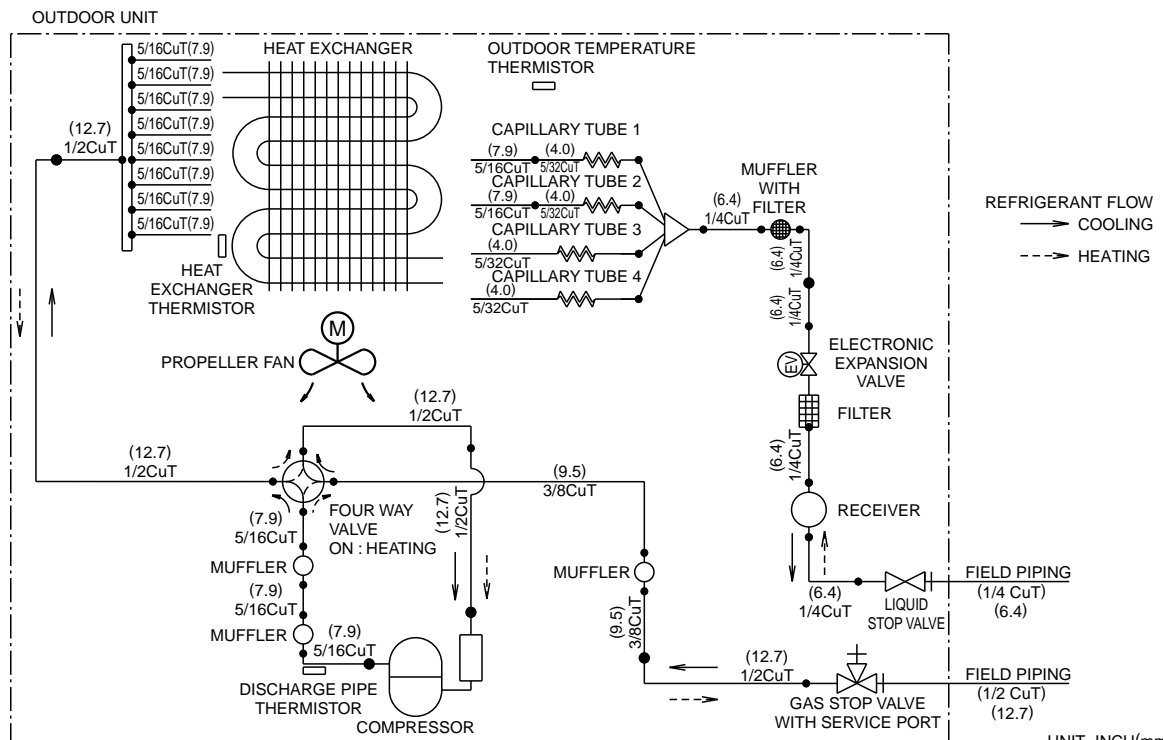 OUTDOOR UNIT
5/16CuT(7.9)
5/16CuT(7.9)
5/16CuT(7.9)
5/16CuT(7.9)
5/16CuT(7.9)
5/16CuT(7.9)
5/16CuT(7.9)
5/16CuT(7.9)
(12.7)
1/2CuT
HEAT EXCHANGER
HEAT
EXCHANGER
THERMISTOR
OUTDOOR TEMPERATURE
THERMISTOR
CAPILLARY TUBE 1
(7.9)
5/16CuT
(4.0)
5/32CuT
CAPILLARY TUBE 2
(7.9)
5/16CuT
(4.0)
5/32CuT
CAPILLARY TUBE 3
(4.0)
5/32CuT
CAPILLARY TUBE 4
(4.0)
5/32CuT
(6.4)
1/4CuT
MUFFLER
WITH
FILTER
(6.4)
1/4CuT
(6.4)
1/4CuT
REFRIGERANT FLOW
COOLING
HEATING
EV
ELECTRONIC
EXPANSION
VALVE
FILTER
(6.4)
1/4CuT
RECEIVER
M
PROPELLER FAN
(12.7)
1/2CuT
(12.7)
1/2CuT
(12.7)
1/2CuT
FOUR WAY
VALVE
ON : HEATING
(7.9)
5/16CuT
MUFFLER
(7.9)
5/16CuT
MUFFLER
(7.9)
5/16CuT
DISCHARGE PIPE
THERMISTOR
COMPRESSOR
(9.5)
3/8CuT
MUFFLER
(9.5)
3/8CuT
(6.4)
1/4CuT
LIQUID
STOP VALVE
FIELD PIPING
(1/4 CuT)
(6.4)
(12.7)
1/2CuT
GAS STOP VALVE
WITH SERVICE PORT
FIELD PIPING
(1/2 CuT)
(12.7)